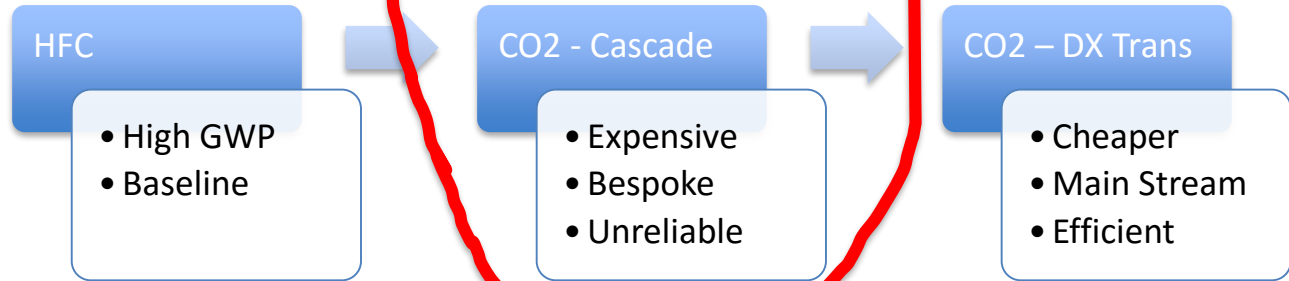 HFC
• High GWP
• Baseline
CO2 - Cascade
• Expensive
• Bespoke
• Unreliable
CO2 – DX Trans
• Cheaper
• Main Stream
• Efficient